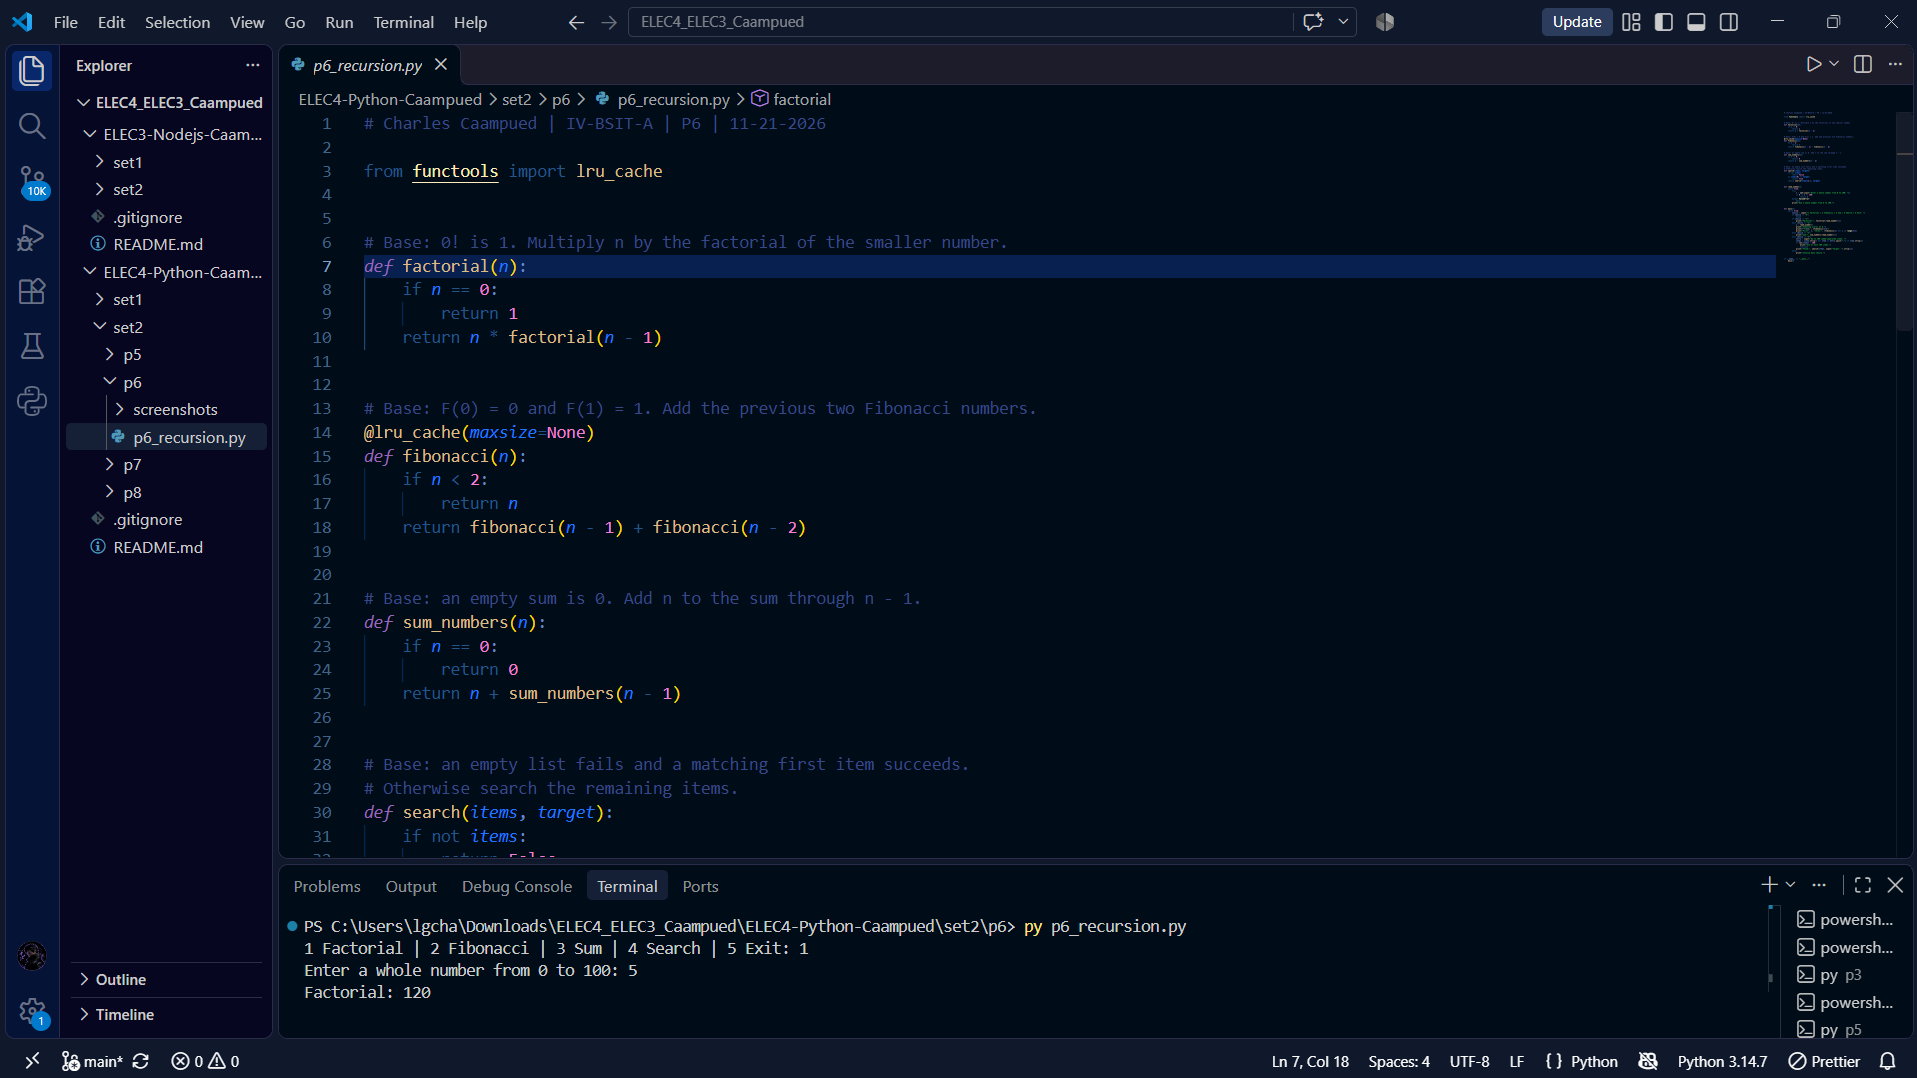 File Edit Selection View Go Run Terminal Help
ELEC4_ELEC3_Caampued
Update
Explorer
ELEC4_ELEC3_Caampued
ELEC3-Nodejs-Caam...
set1
set2
.gitignore
README.md
ELEC4-Python-Caam...
set1
set2
p5
p6
screenshots
p6_recursion.py
p7
p8
.gitignore
README.md
Outline
Timeline
10K
1
p6_recursion.py
ELEC4-Python-Caampued > set2 > p6 > p6_recursion.py > factorial
1 # Charles Caampued | IV-BSIT-A | P6 | 11-21-2026
2
3 from functools import lru_cache
4
5
6 # Base: 0! is 1. Multiply n by the factorial of the smaller number.
7 def factorial(n):
8 if n == 0:
9 return 1
10 return n * factorial(n - 1)
11
12
13 # Base: F(0) = 0 and F(1) = 1. Add the previous two Fibonacci numbers.
14 @lru_cache(maxsize=None)
15 def fibonacci(n):
16 if n < 2:
17 return n
18 return fibonacci(n - 1) + fibonacci(n - 2)
19
20
21 # Base: an empty sum is 0. Add n to the sum through n - 1.
22 def sum_numbers(n):
23 if n == 0:
24 return 0
25 return n + sum_numbers(n - 1)
26
27
28 # Base: an empty list fails and a matching first item succeeds.
29 # Otherwise search the remaining items.
30 def search(items, target):
31 if not items:
Problems Output Debug Console Terminal Ports
PS C:\Users\lgcha\Downloads\ELEC4_ELEC3_Caampued\ELEC4-Python-Caampued\set2\p6> py p6_recursion.py
1 Factorial | 2 Fibonacci | 3 Sum | 4 Search | 5 Exit: 1
Enter a whole number from 0 to 100: 5
Factorial: 120
powersh...
powersh...
py p3
powersh...
py p5
main* 0 0 Ln 7, Col 18 Spaces: 4 UTF-8 LF {} Python Python 3.14.7 Prettier